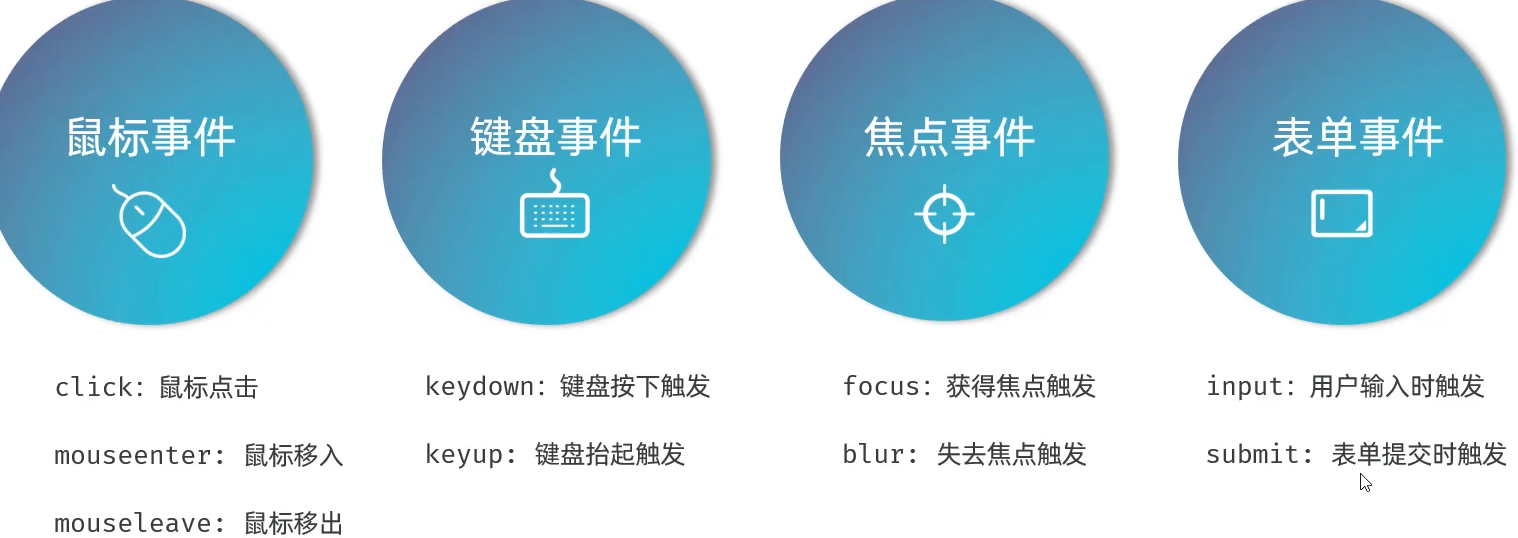 鼠标事件
键盘事件
焦点事件
表单事件
click: 鼠标点击
mouseenter: 鼠标移入
mouseleave: 鼠标移出
keydown: 键盘按下触发
keyup: 键盘抬起触发
focus: 获得焦点触发
blur: 失去焦点触发
input: 用户输入时触发
submit: 表单提交时触发